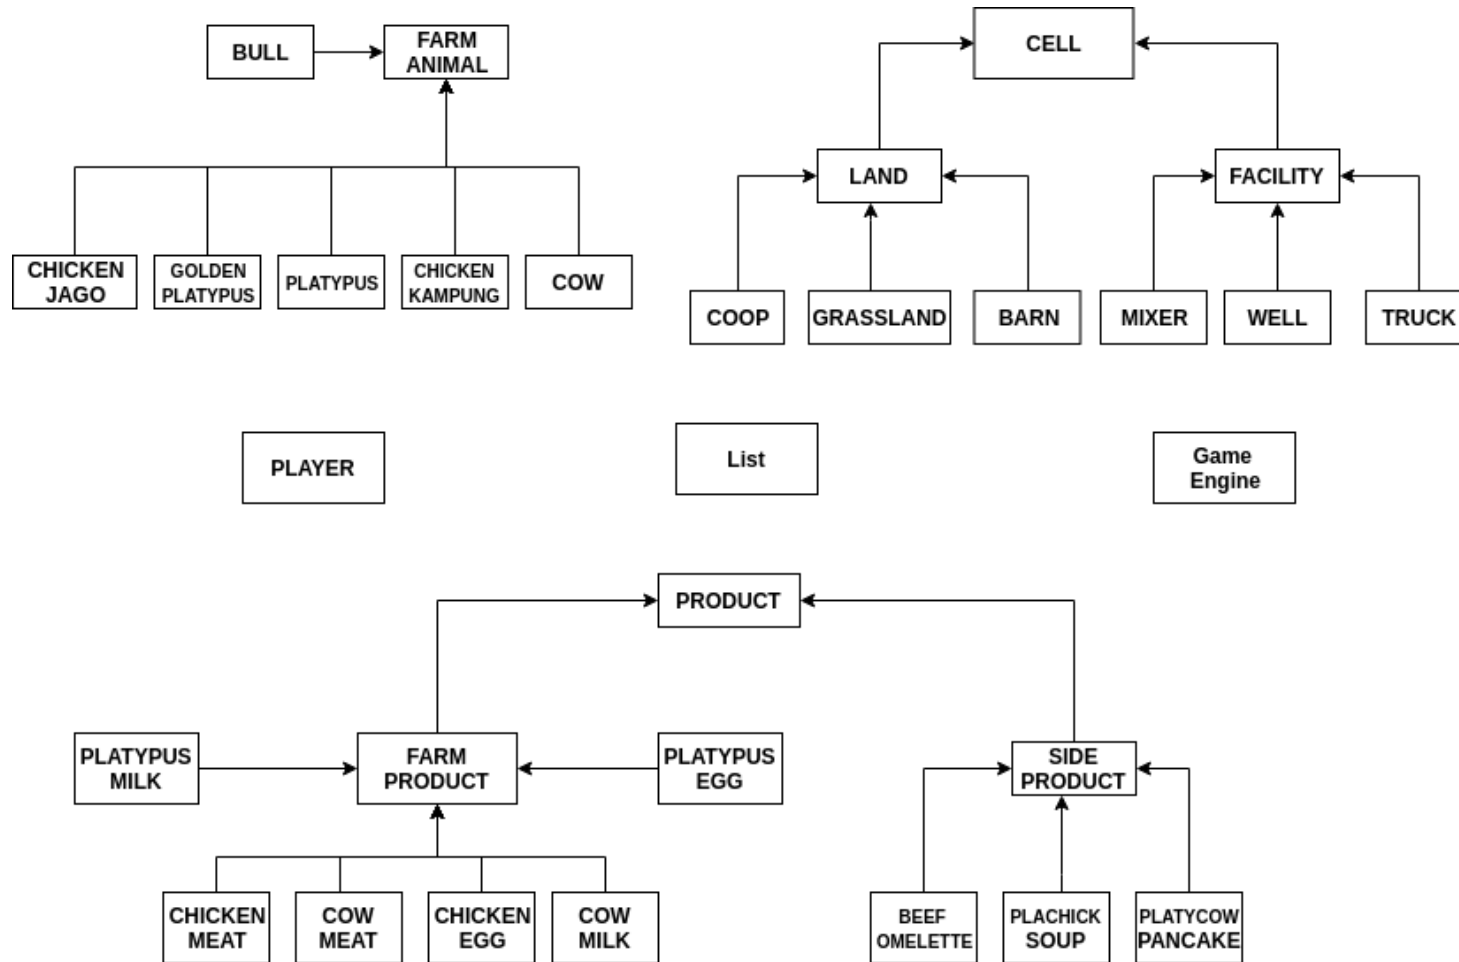 BULL
FARM
ANIMAL
CELL
LAND
FACILITY
CHICKEN
JAGO
GOLDEN
PLATYPUS
PLATYPUS
CHICKEN
KAMPUNG
COW
COOP
GRASSLAND
BARN
MIXER
WELL
TRUCK
PLAYER
List
Game
Engine
PRODUCT
PLATYPUS
MILK
FARM
PRODUCT
PLATYPUS
EGG
SIDE
PRODUCT
CHICKEN
MEAT
COW
MEAT
CHICKEN
EGG
COW
MILK
BEEF
OMELETTE
PLACHICK
SOUP
PLATYCOW
PANCAKE